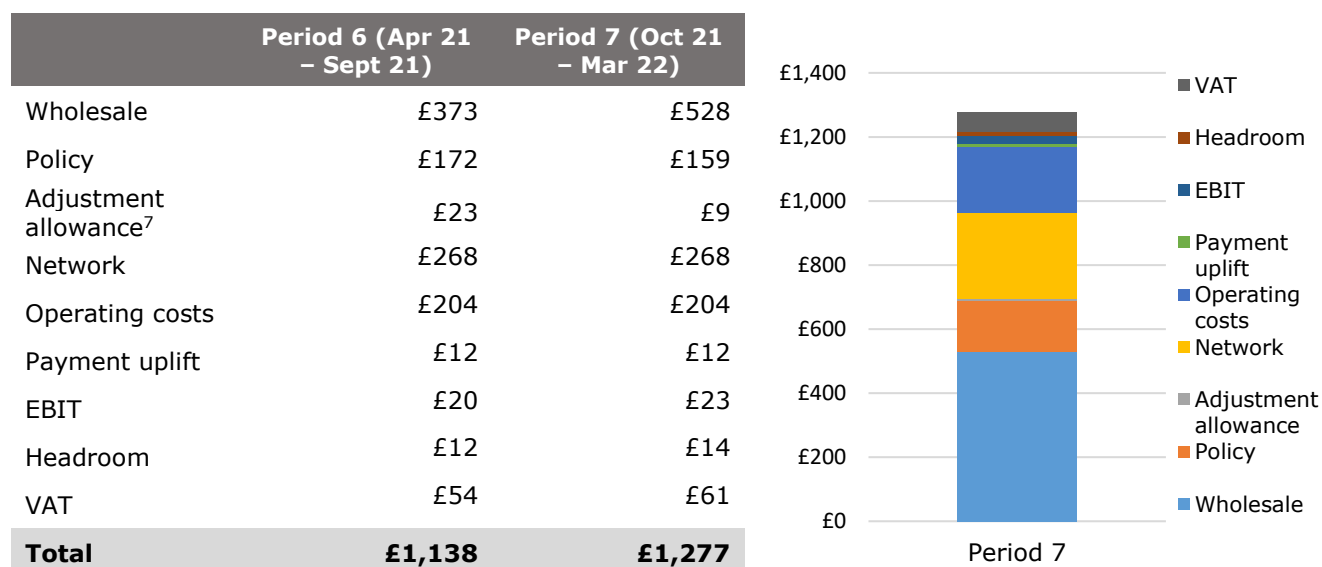 Period 6 (Apr 21 Period 7 (Oct 21
– Sept 21) – Mar 22)
Wholesale £373 £528
Policy £172 £159
Adjustment
allowance7 £23 £9
Network £268 £268
Operating costs £204 £204
Payment uplift £12 £12
EBIT £20 £23
Headroom £12 £14
VAT £54 £61
Total £1,138 £1,277
£1,400
£1,200
£1,000
£800
£600
£400
£200
£0
Period 7
VAT
Headroom
EBIT
Payment
uplift
Operating
costs
Network
Adjustment
allowance
Policy
Wholesale